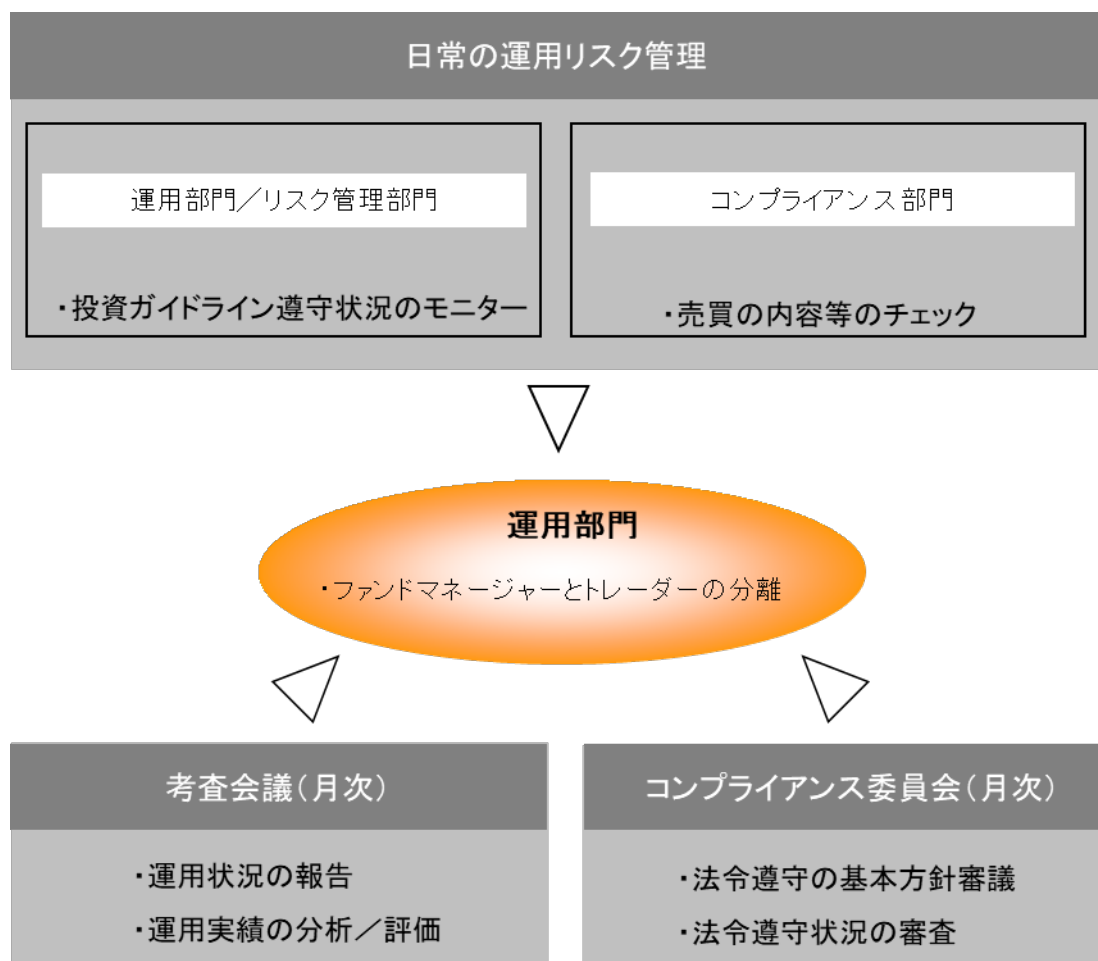 日常の運用リスク管理
運用部門／リスク管理部門
・投資ガイドライン遵守状況のモニター
コンプライアンス部門
・売買の内容等のチェック
運用部門
・ファンドマネージャーとトレーダーの分離
考査会議（月次）
・運用状況の報告
・運用実績の分析／評価
コンプライアンス委員会（月次）
・法令遵守の基本方針審議
・法令遵守状況の審査